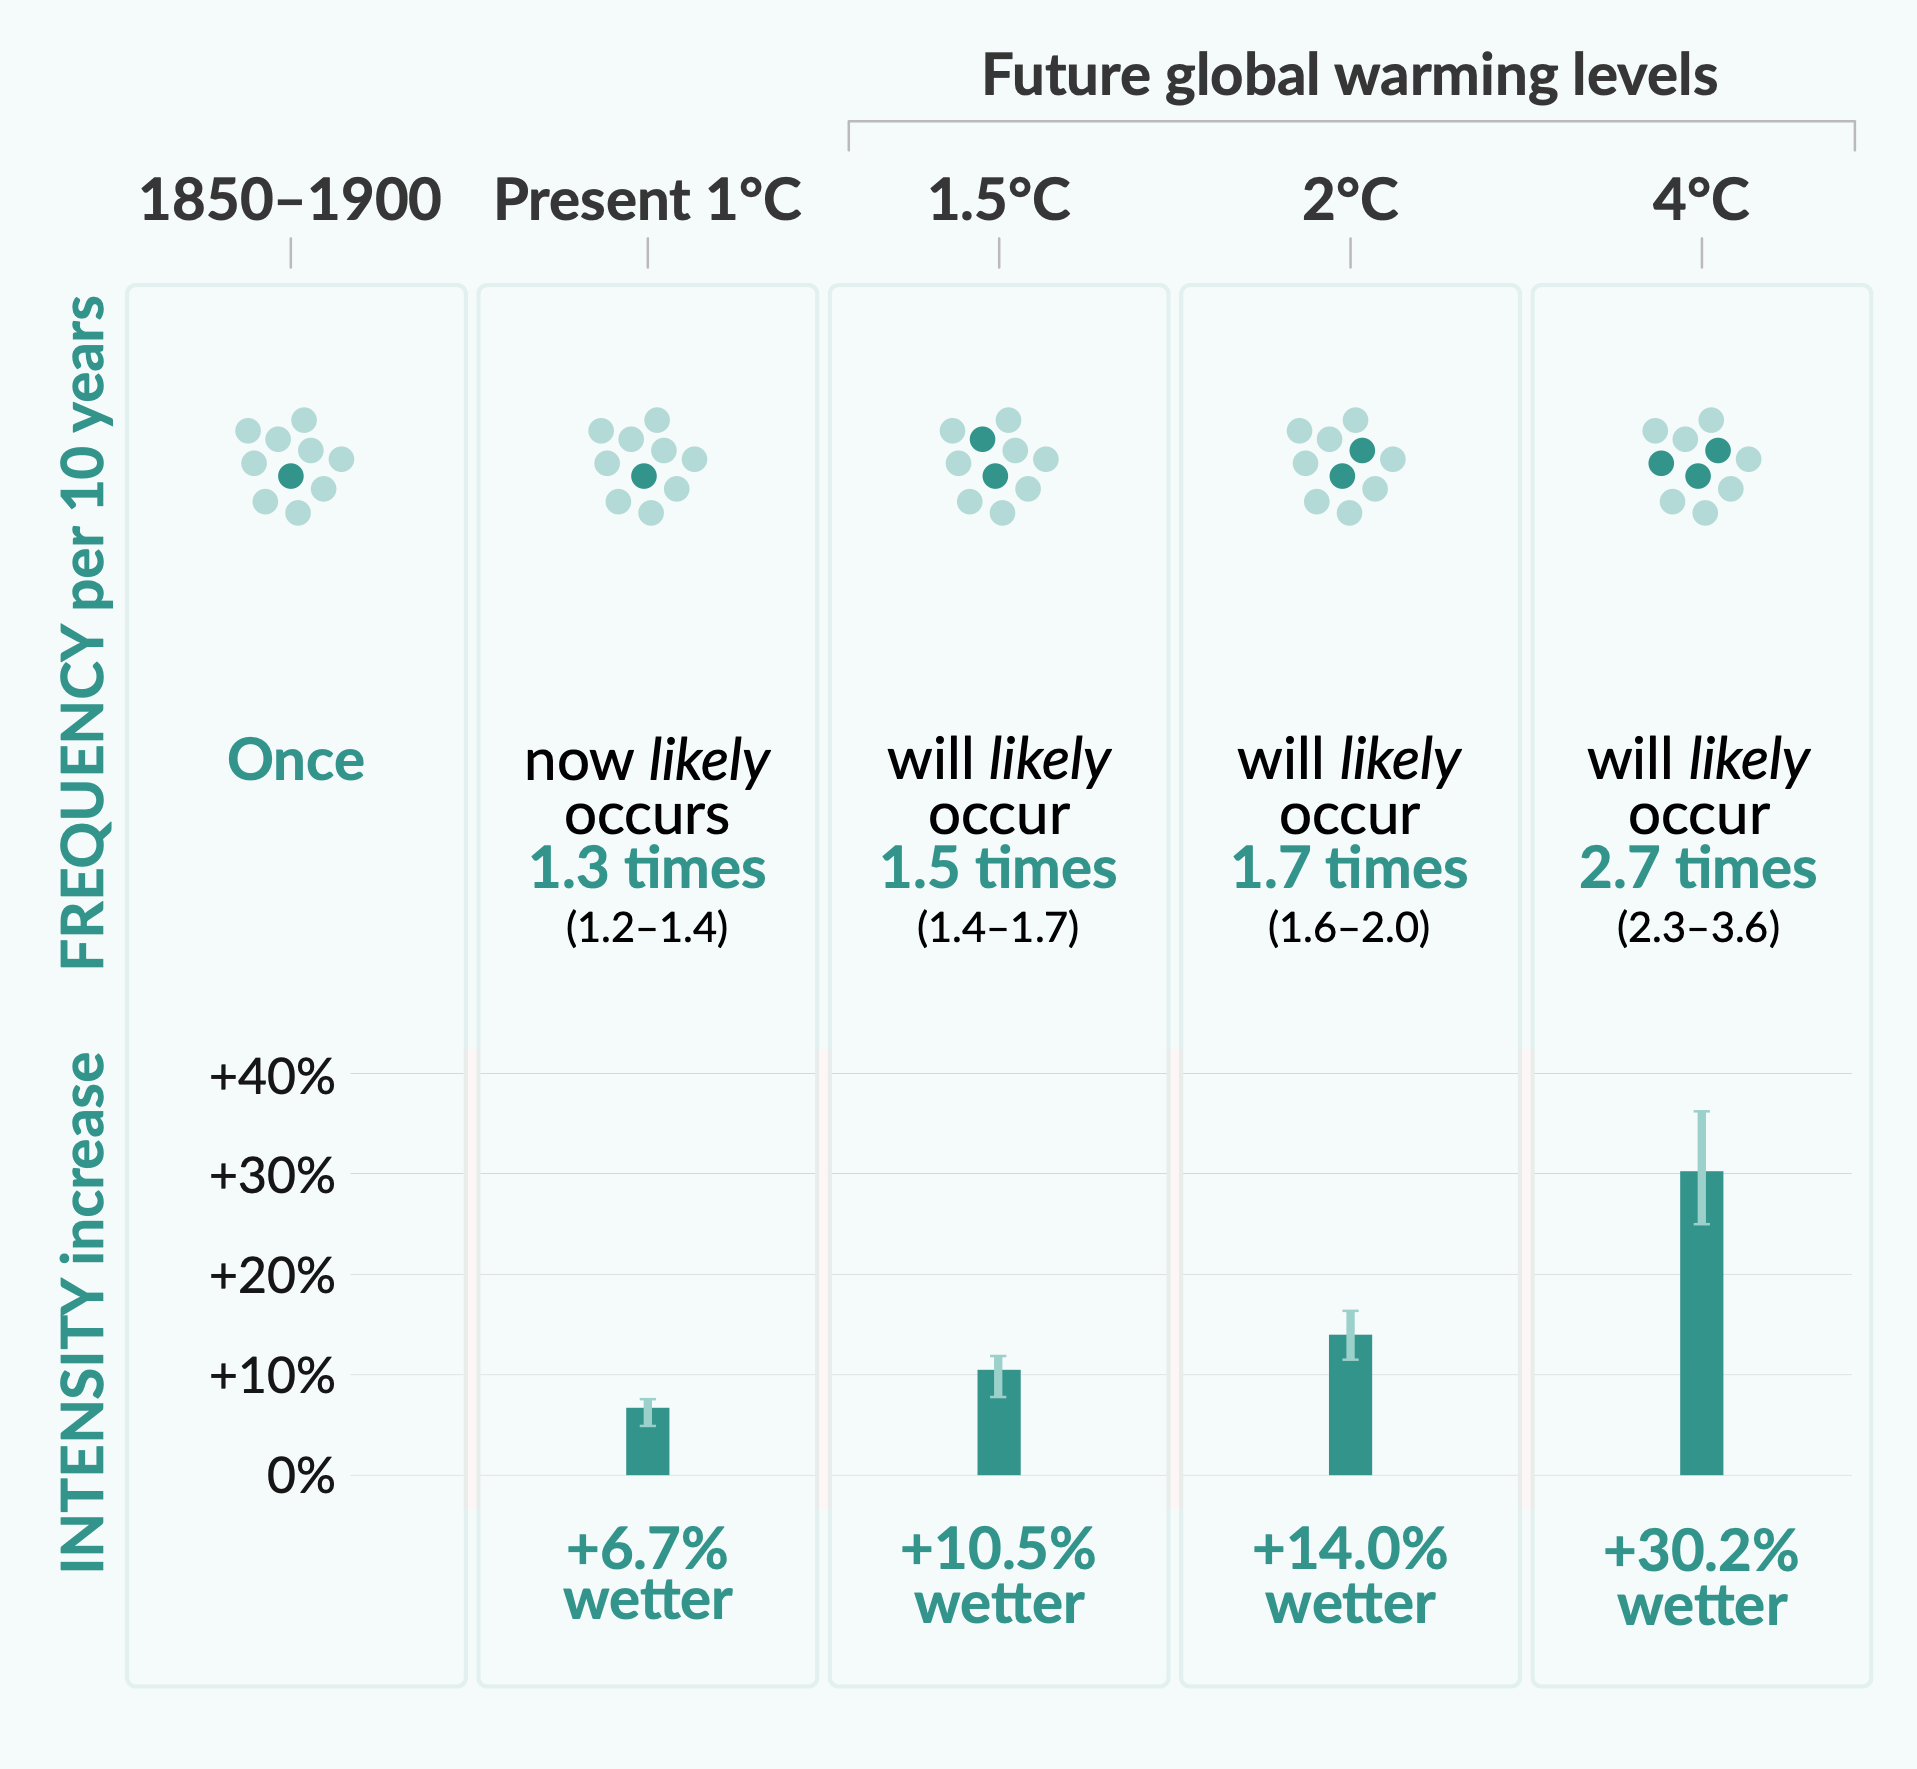 Future global warming levels
1850–1900
Present 1°C
1.5°C
2°C
4°C
FREQUENCY per 10 years
Once
now likely
occurs
1.3 times
(1.2–1.4)
will likely
occur
1.5 times
(1.4–1.7)
will likely
occur
1.7 times
(1.6–2.0)
will likely
occur
2.7 times
(2.3–3.6)
INTENSITY increase
+40%
+30%
+20%
+10%
0%
+6.7%
wetter
+10.5%
wetter
+14.0%
wetter
+30.2%
wetter